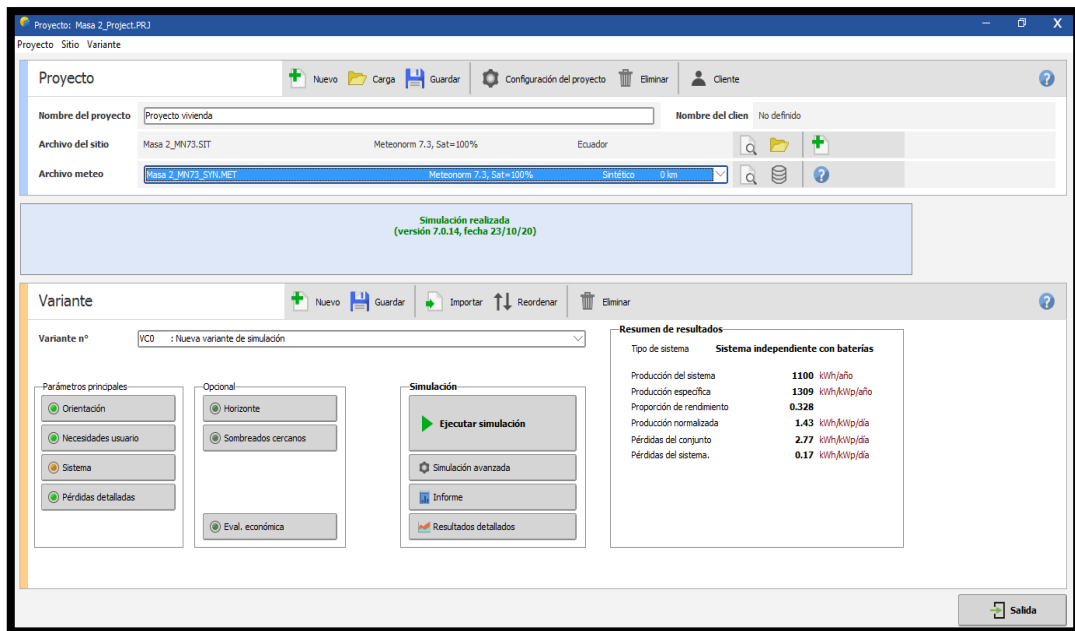 Proyecto: Masa 2_Project.PRJ
Proyecto Sitio Variante
Proyecto
Nuevo Carga Guardar Configuración del proyecto Eliminar Cliente
Nombre del proyecto Proyecto vivienda Nombre del clien No definido
Archivo del sitio Masa 2_MN73.SIT Meteonorm 7.3, Sat=100% Ecuador
Archivo meteo Masa 2_MN73_SYN.MET Meteonorm 7.3, Sat=100% Sintético 0 km
Simulación realizada
(versión 7.0.14, fecha 23/10/20)
Variante
Nuevo Guardar Importar Reordenar Eliminar
Variante nº VC0 : Nueva variante de simulación
Parámetros principales
Orientación
Necesidades usuario
Sistema
Pérdidas detalladas
Opcional
Horizonte
Sombreados cercanos
Eval. económica
Simulación
Ejecutar simulación
Simulación avanzada
Informe
Resultados detallados
Resumen de resultados
Tipo de sistema Sistema independiente con baterías
Producción del sistema 1100 kWh/año
Producción específica 1309 kWh/kWp/año
Proporción de rendimiento 0.328
Producción normalizada 1.43 kWh/kWp/día
Pérdidas del conjunto 2.77 kWh/kWp/día
Pérdidas del sistema. 0.17 kWh/kWp/día
Salida